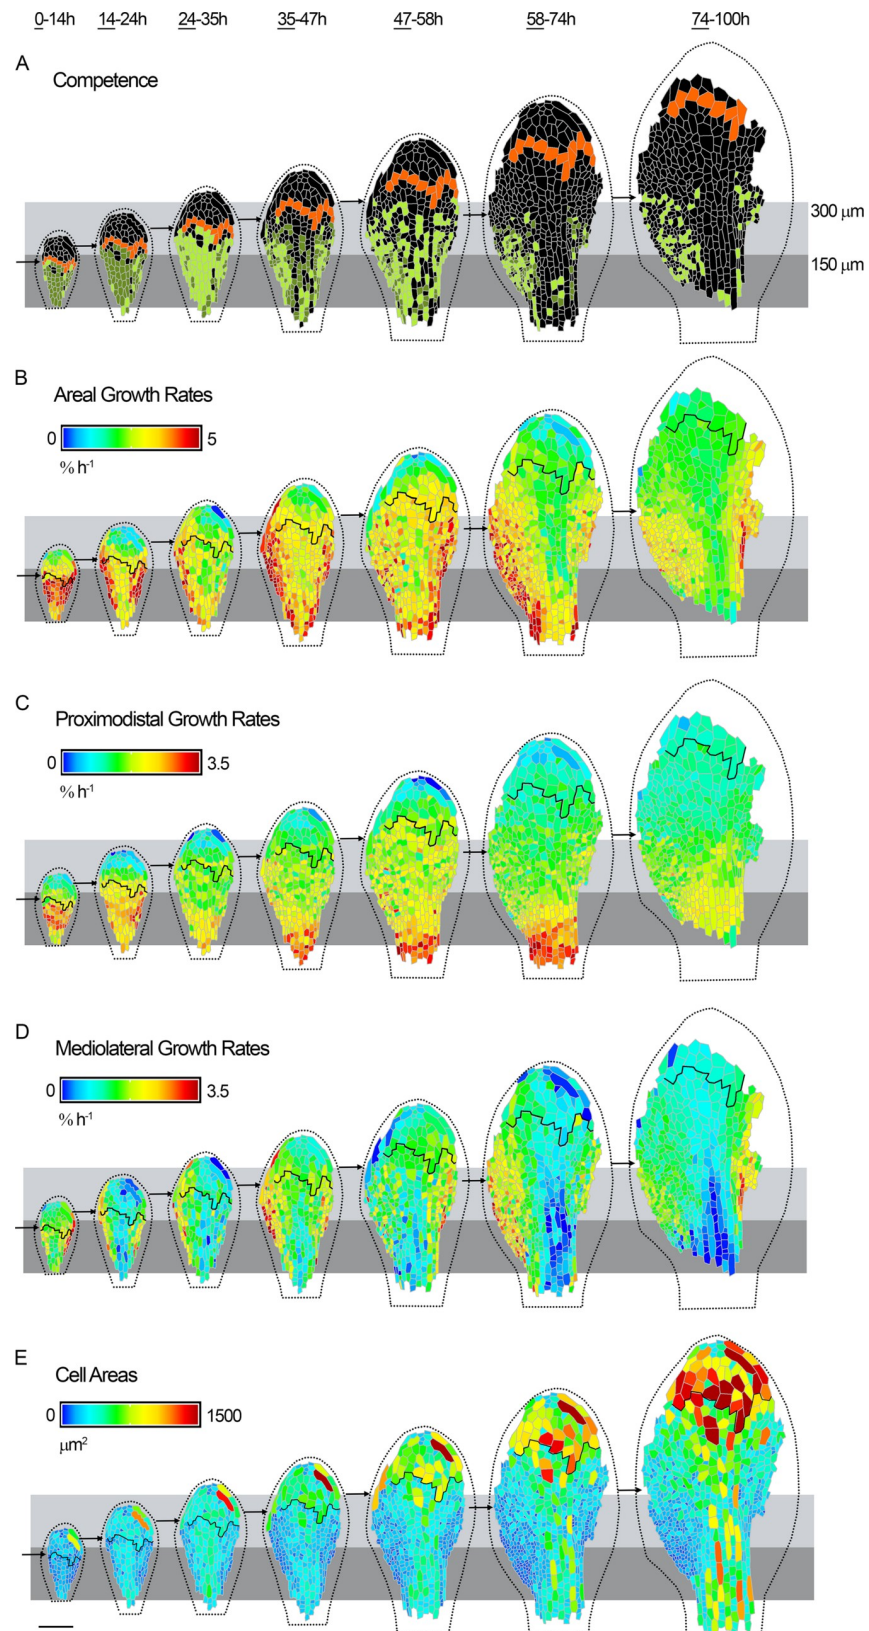 0-14h 14-24h 24-35h 35-47h 47-58h 58-74h 74-100h
A
Competence
300 µm
150 µm
B
Areal Growth Rates
0 5
% h⁻¹
C
Proximodistal Growth Rates
0 3.5
% h⁻¹
D
Mediolateral Growth Rates
0 3.5
% h⁻¹
E
Cell Areas
0 1500
µm²